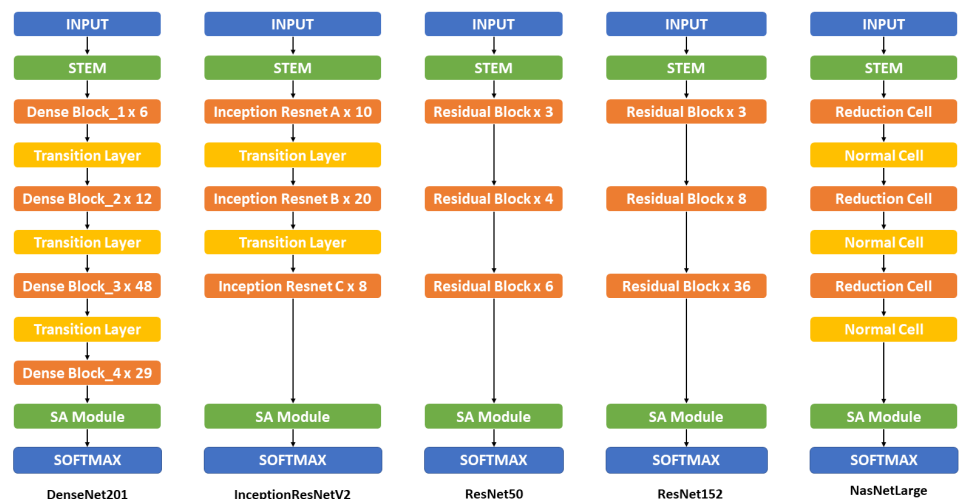 INPUT
STEM
Dense Block_1 x 6
Transition Layer
Dense Block_2 x 12
Transition Layer
Dense Block_3 x 48
Transition Layer
Dense Block_4 x 29
SA Module
SOFTMAX
DenseNet201
INPUT
STEM
Inception Resnet A x 10
Transition Layer
Inception Resnet B x 20
Transition Layer
Inception Resnet C x 8
SA Module
SOFTMAX
InceptionResNetV2
INPUT
STEM
Residual Block x 3
Residual Block x 4
Residual Block x 6
SA Module
SOFTMAX
ResNet50
INPUT
STEM
Residual Block x 3
Residual Block x 8
Residual Block x 36
SA Module
SOFTMAX
ResNet152
INPUT
STEM
Reduction Cell
Normal Cell
Reduction Cell
Normal Cell
Reduction Cell
Normal Cell
SA Module
SOFTMAX
NasNetLarge